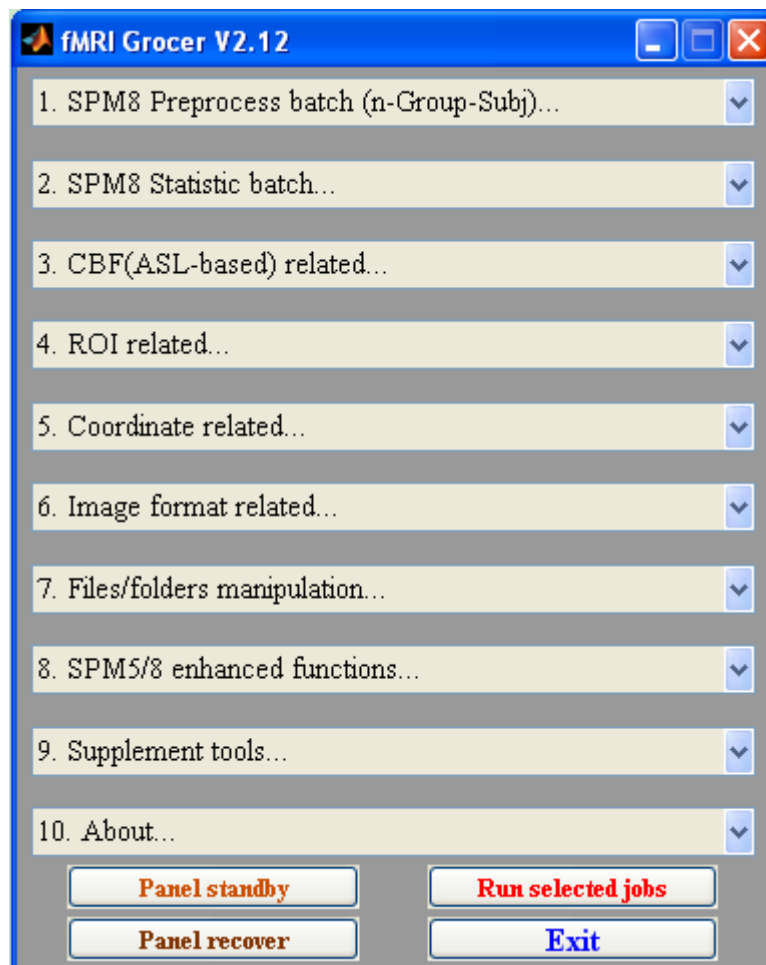 fMRI Grocer V2.12
1. SPM8 Preprocess batch (n-Group-Subj)...
2. SPM8 Statistic batch...
3. CBF(ASL-based) related...
4. ROI related...
5. Coordinate related...
6. Image format related...
7. Files/folders manipulation...
8. SPM5/8 enhanced functions...
9. Supplement tools...
10. About...
Panel standby
Run selected jobs
Panel recover
Exit